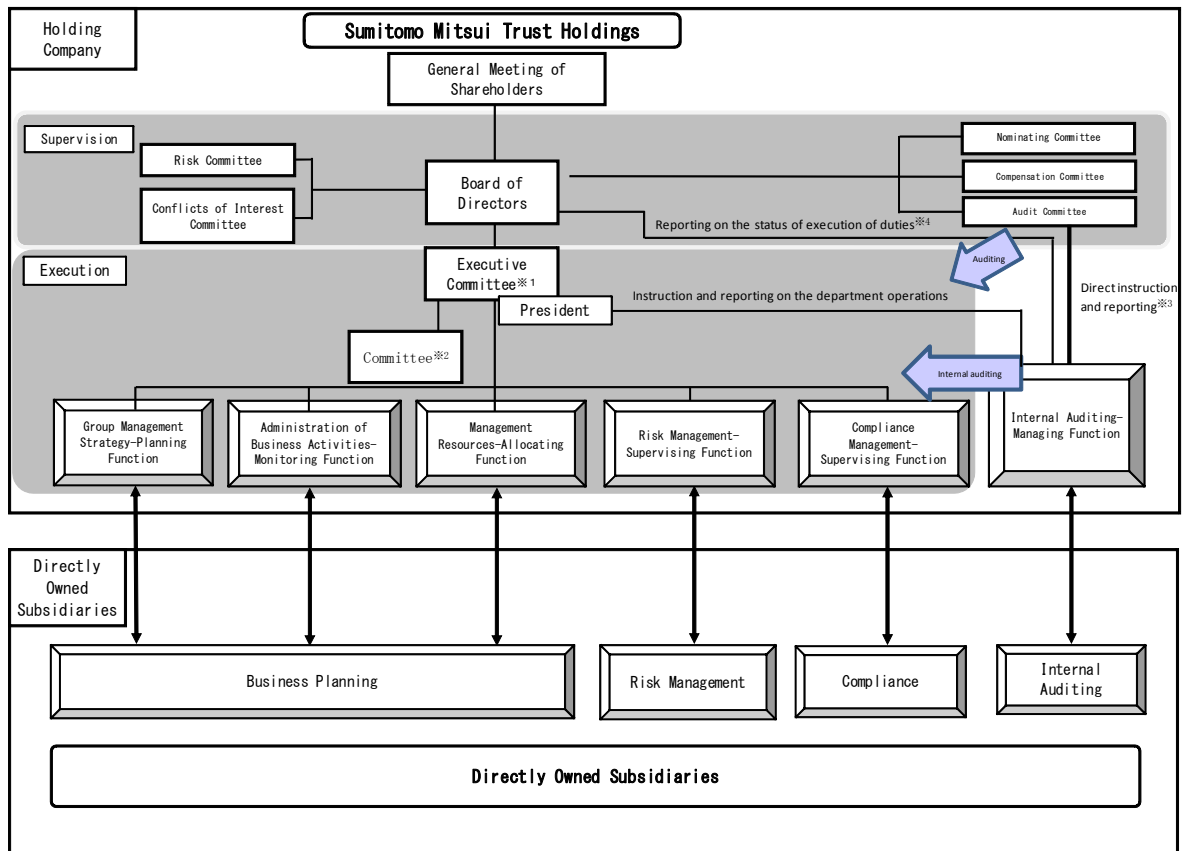 Holding
Company
Sumitomo Mitsui Trust Holdings
General Meeting of
Shareholders
Supervision
Risk Committee
Conflicts of Interest
Committee
Board of
Directors
Nominating Committee
Compensation Committee
Audit Committee
Reporting on the status of execution of duties※4
Execution
Executive
Committee※1
President
Auditing
Instruction and reporting on the department operations
Direct instruction
and reporting※3
Committee※2
Internal auditing
Group Management
Strategy-Planning
Function
Administration of
Business Activities-
Monitoring Function
Management
Resources-Allocating
Function
Risk Management-
Supervising Function
Compliance
Management-
Supervising Function
Internal Auditing-
Managing Function
Directly
Owned
Subsidiaries
Business Planning
Risk Management
Compliance
Internal
Auditing
Directly Owned Subsidiaries